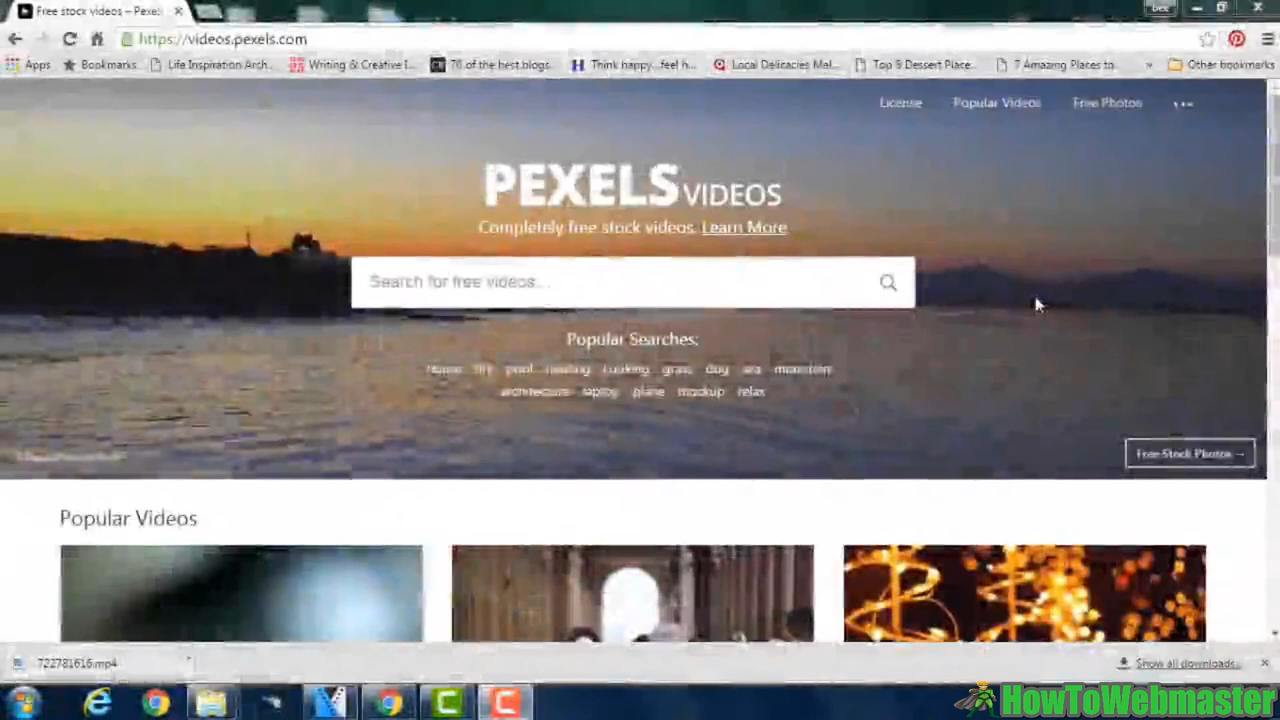 Free stock videos – Pexel
https://videos.pexels.com
Apps
Bookmarks
Life Inspiration Arch...
Writing & Creative I...
70 of the best blogs
Think happy...feel h...
Local Delicacies Mal...
Top 9 Dessert Place...
7 Amazing Places to
»
Other bookmarks
License
Popular Videos
Free Photos
PEXELS VIDEOS
Completely free stock videos. Learn More
Search for free videos...
Popular Searches:
pool
cooking grass dog sea mountain
architecture laptop plane mockup relax
Free Stock Photos →
Popular Videos
722781616.mp4
Show all downloads...
HowToWebmaster